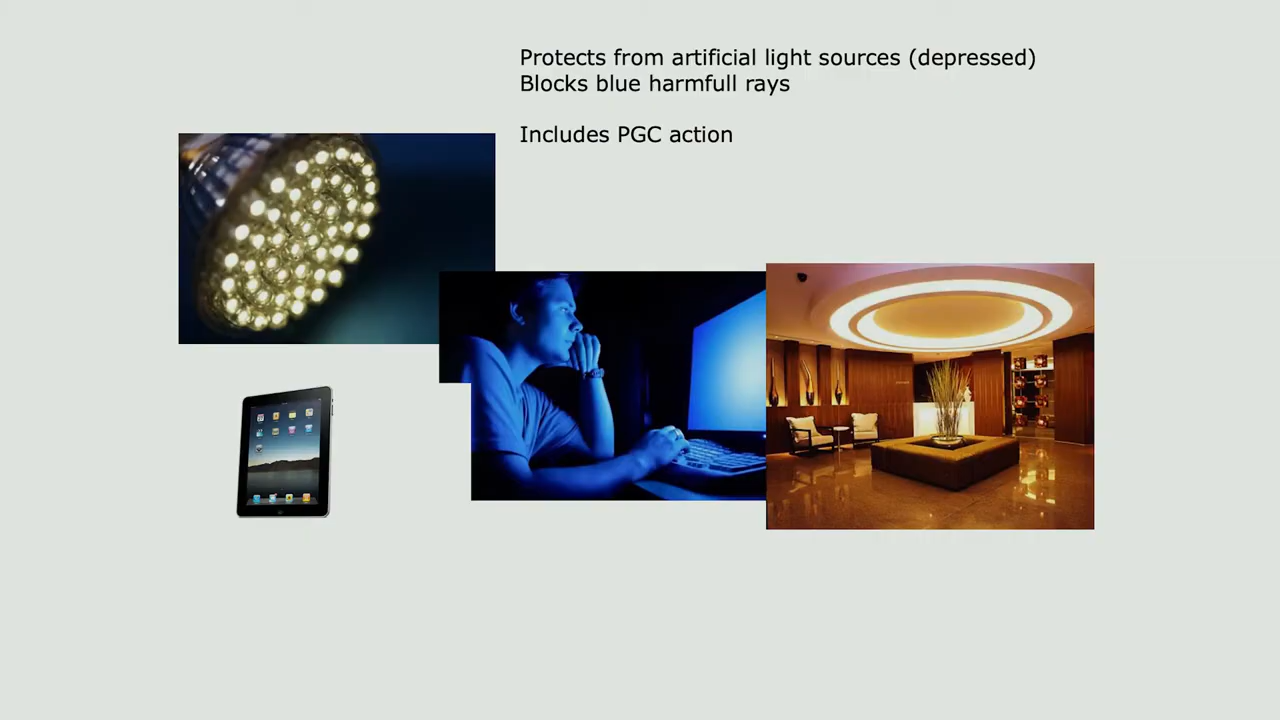 Protects from artificial light sources (depressed)
Blocks blue harmfull rays
Includes PGC action